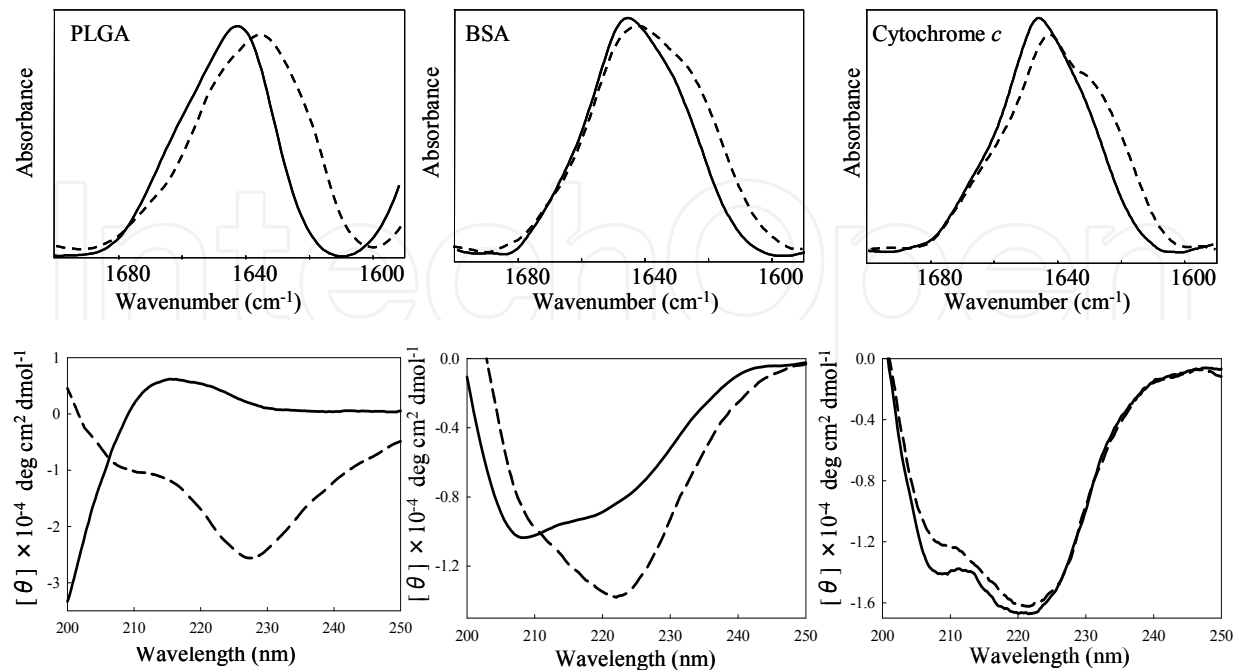 PLGA
Absorbance
1680 1640 1600
Wavenumber (cm-1)
BSA
Absorbance
1680 1640 1600
Wavenumber (cm-1)
Cytochrome c
Absorbance
1680 1640 1600
Wavenumber (cm-1)
IntechOpen
[θ] ×10-4 deg cm2 dmol-1
1
0
-1
-2
-3
200 210 220 230 240 250
Wavelength (nm)
[θ] ×10-4 deg cm2 dmol-1
0.0
-0.4
-0.8
-1.2
200 210 220 230 240 250
Wavelength (nm)
[θ] ×10-4 deg cm2 dmol-1
0.0
-0.4
-0.8
-1.2
-1.6
200 210 220 230 240 250
Wavelength (nm)